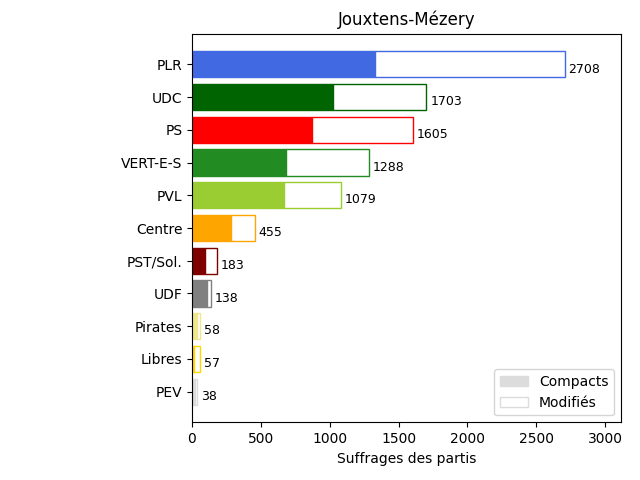 Jouxtens-Mézery
PLR 2708
UDC 1703
PS 1605
VERT-E-S 1288
PVL 1079
Centre 455
PST/Sol. 183
UDF 138
Pirates 58
Libres 57
PEV 38
Compacts
Modifiés
0 500 1000 1500 2000 2500 3000
Suffrages des partis